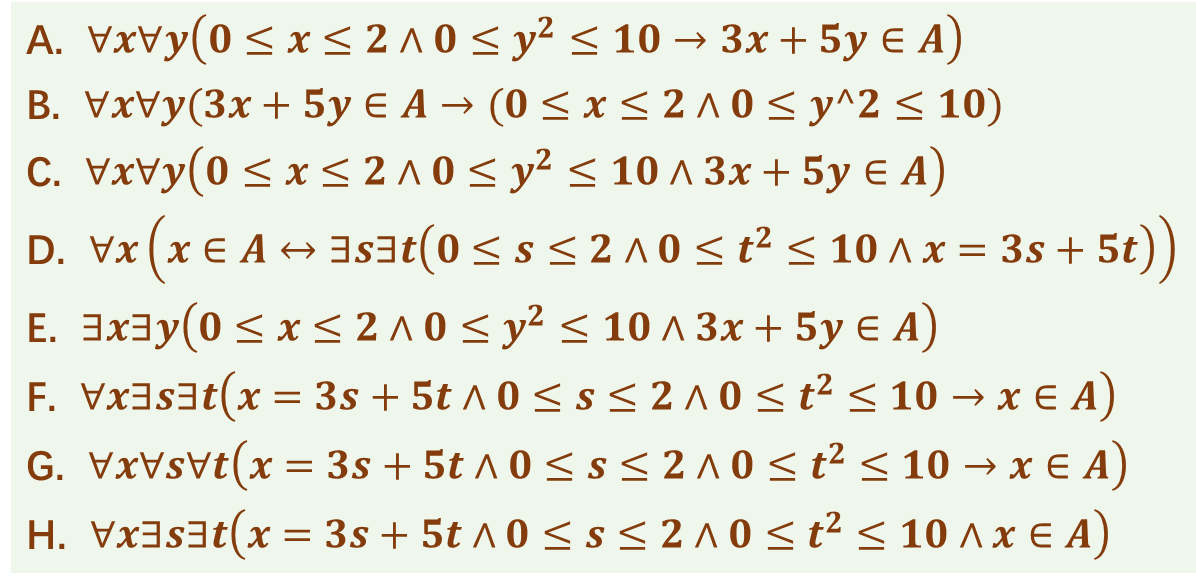 A. ∀x∀y(0 ≤ x ≤ 2 ∧ 0 ≤ y² ≤ 10 → 3x + 5y ∈ A)
B. ∀x∀y(3x + 5y ∈ A → (0 ≤ x ≤ 2 ∧ 0 ≤ y^2 ≤ 10)
C. ∀x∀y(0 ≤ x ≤ 2 ∧ 0 ≤ y² ≤ 10 ∧ 3x + 5y ∈ A)
D. ∀x(x ∈ A ↔ ∃s∃t(0 ≤ s ≤ 2 ∧ 0 ≤ t² ≤ 10 ∧ x = 3s + 5t))
E. ∃x∃y(0 ≤ x ≤ 2 ∧ 0 ≤ y² ≤ 10 ∧ 3x + 5y ∈ A)
F. ∀x∃s∃t(x = 3s + 5t ∧ 0 ≤ s ≤ 2 ∧ 0 ≤ t² ≤ 10 → x ∈ A)
G. ∀x∀s∀t(x = 3s + 5t ∧ 0 ≤ s ≤ 2 ∧ 0 ≤ t² ≤ 10 → x ∈ A)
H. ∀x∃s∃t(x = 3s + 5t ∧ 0 ≤ s ≤ 2 ∧ 0 ≤ t² ≤ 10 ∧ x ∈ A)